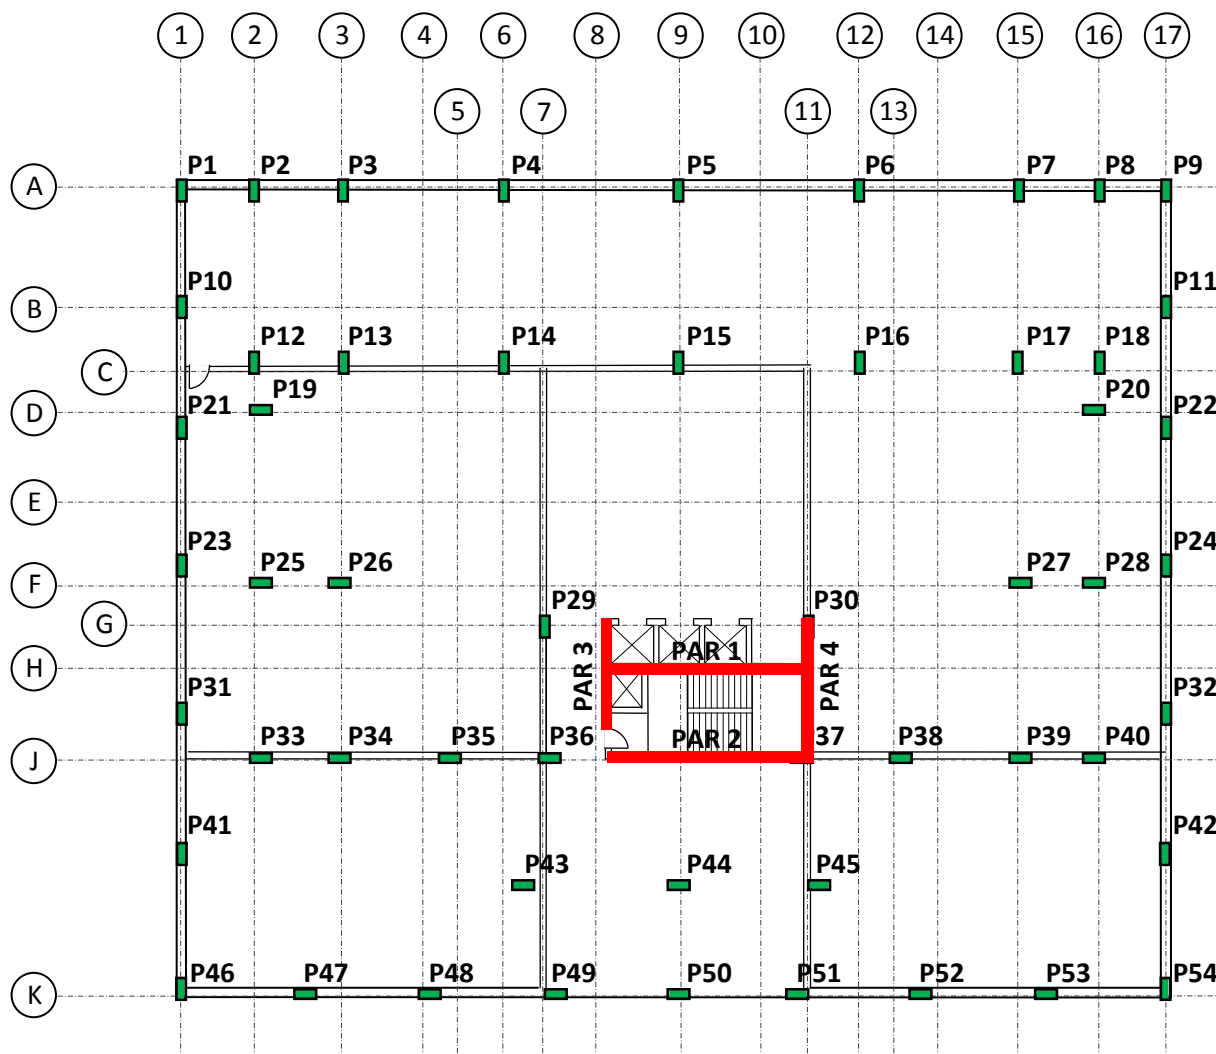 1 2 3 4 6 8 9 10 12 14 15 16 17
5 7 11 13
P1 P2 P3 P4 P5 P6 P7 P8 P9
A
P10 P11
B
P12 P13 P14 P15 P16 P17 P18
C
P19 P20
D
P21 P22
E
P23 P24
P25 P26 P27 P28
F
P29 P30
G
PAR 3 PAR 1 PAR 4
H
P31 P32
P33 P34 P35 P36 PAR 2 37 P38 P39 P40
J
P41 P42
P43 P44 P45
P46 P47 P48 P49 P50 P51 P52 P53 P54
K